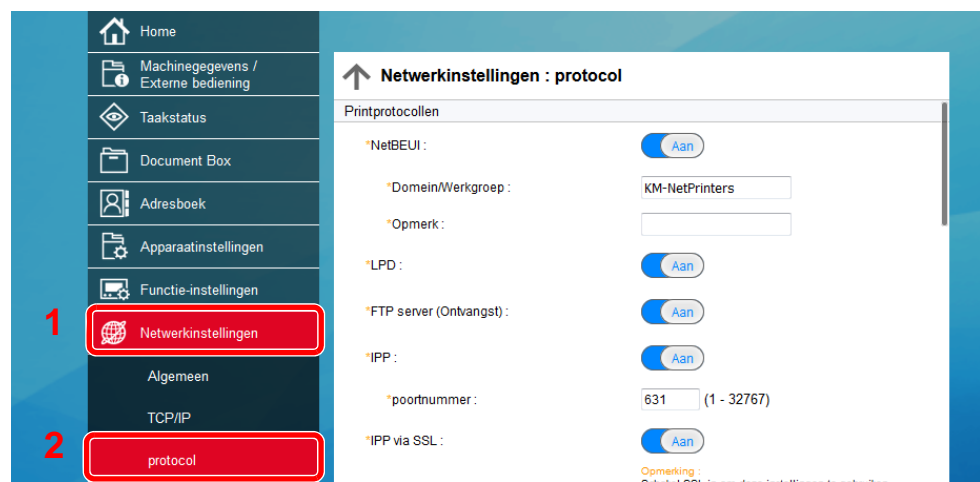 Home
Machinegegevens /
Externe bediening
Taakstatus
Document Box
Adresboek
Apparaatinstellingen
Functie-instellingen
1
Netwerkinstellingen
Algemeen
TCP/IP
2
protocol
Netwerkinstellingen : protocol
Printprotocollen
*NetBEUI : Aan
*Domein/Werkgroep : KM-NetPrinters
*Opmerk :
*LPD : Aan
*FTP server (Ontvangst) : Aan
*IPP : Aan
*poortnummer : 631 (1 - 32767)
*IPP via SSL : Aan
Opmerking :